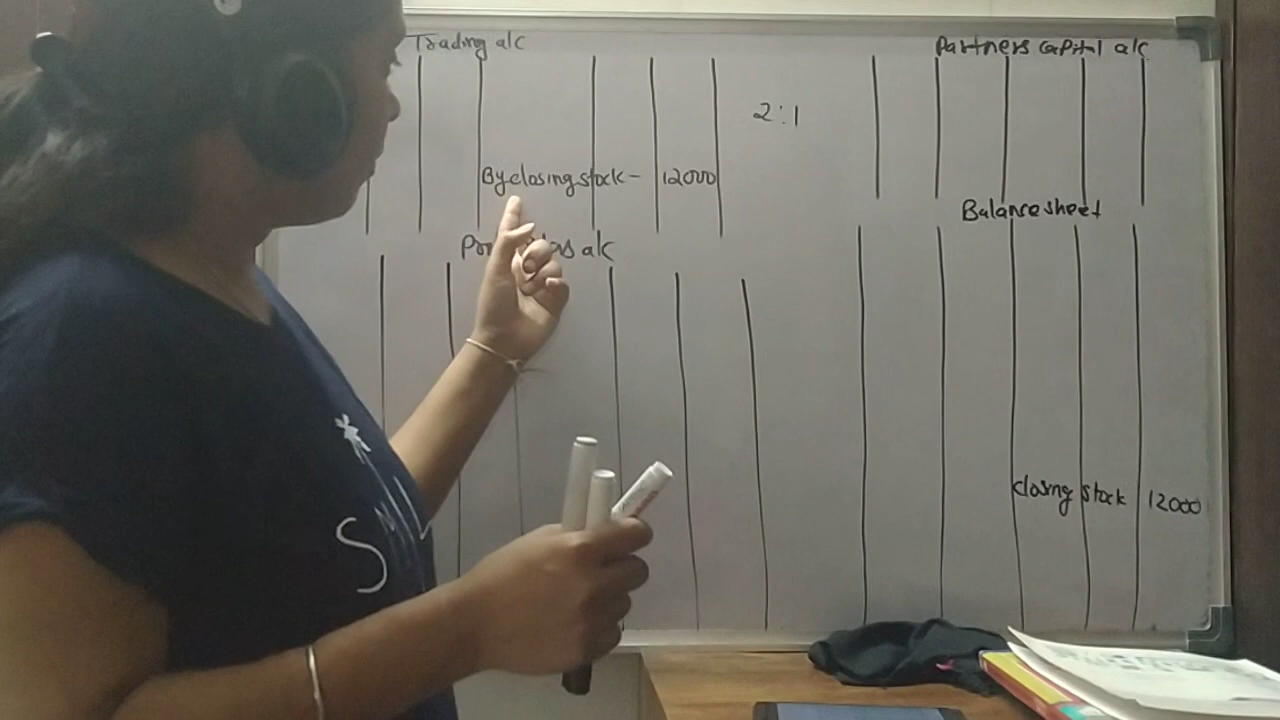 Trading a/c
Partners capital a/c
2:1
By closing stock - 12000
Balance sheet
a/c
closing stock 12000